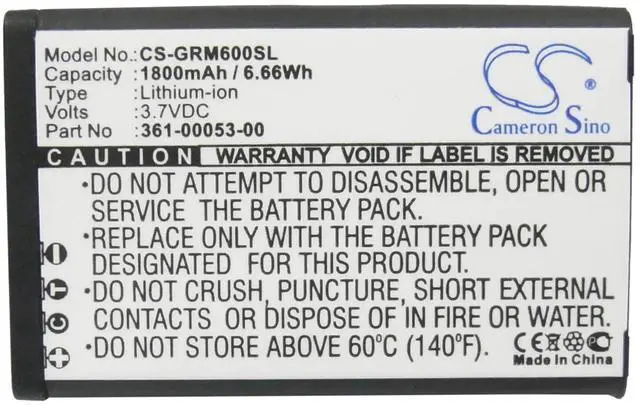 Model No.: CS-GRM600SL
Capacity: 1800mAh / 6.66Wh
Type: Lithium-ion
Volts: 3.7VDC
Part No.: 361-00053-00
CS
Cameron Sino
CAUTION WARRANTY VOID IF LABEL IS REMOVED
•DO NOT ATTEMPT TO DISASSEMBLE, OPEN OR
SERVICE THE BATTERY PACK.
•REPLACE ONLY WITH THE BATTERY PACK
DESIGNATED FOR THIS PRODUCT.
•DO NOT CRUSH, PUNCTURE, SHORT EXTERNAL
CONTACTS OR DISPOSE OF IN FIRE OR WATER.
•DO NOT STORE ABOVE 60°C (140°F).
CE
Made In China